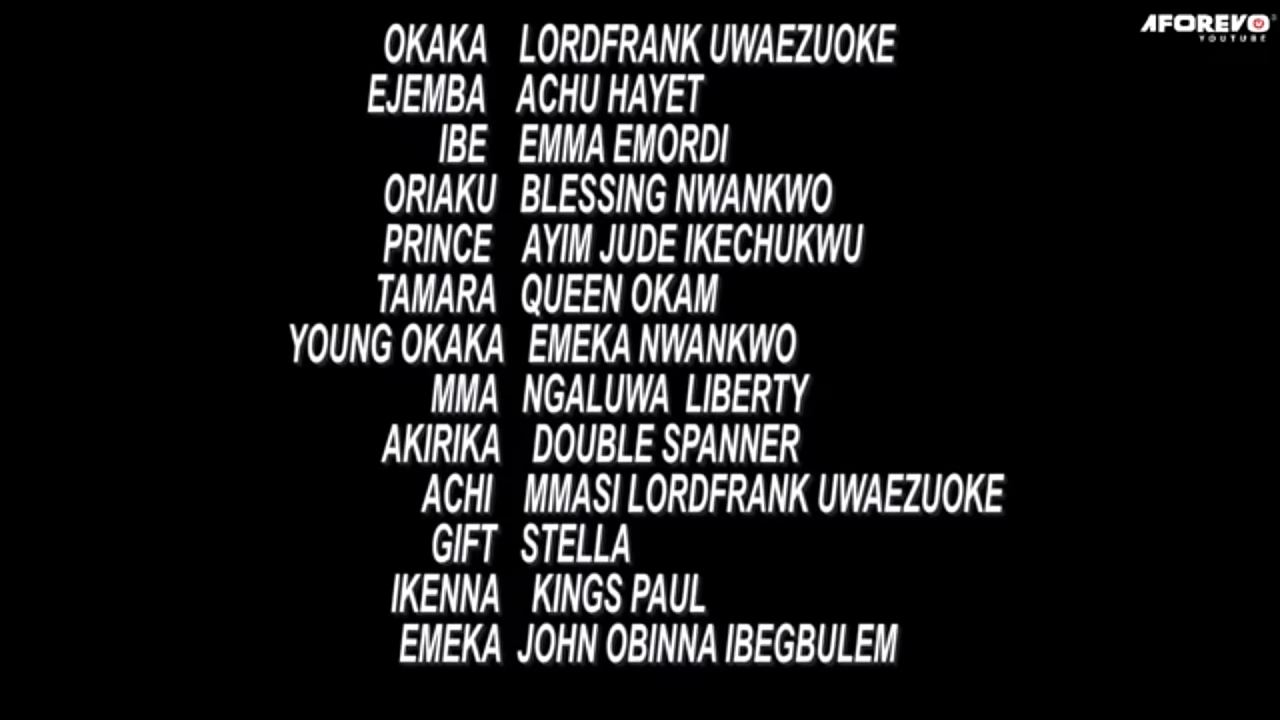 AFOREVO
YOUTUBE
OKAKA LORDFRANK UWAEZUOKE
EJEMBA ACHU HAYET
IBE EMMA EMORDI
ORIAKU BLESSING NWANKWO
PRINCE AYIM JUDE IKECHUKWU
TAMARA QUEEN OKAM
YOUNG OKAKA EMEKA NWANKWO
MMA NGALUWA LIBERTY
AKIRIKA DOUBLE SPANNER
ACHI MMASI LORDFRANK UWAEZUOKE
GIFT STELLA
IKENNA KINGS PAUL
EMEKA JOHN OBINNA IBEGBULEM